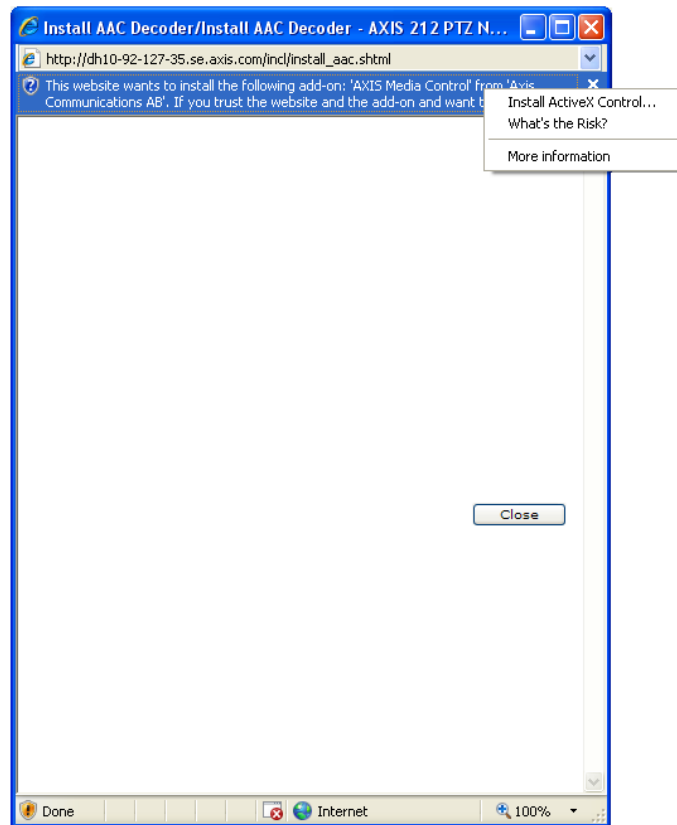 Install AAC Decoder/Install AAC Decoder - AXIS 212 PTZ N...
http://dh10-92-127-35.se.axis.com/incl/install_aac.shtml
This website wants to install the following add-on: 'AXIS Media Control' from 'Axis
Communications AB'. If you trust the website and the add-on and want t
Install ActiveX Control...
What's the Risk?
More information
Close
Done
Internet
100%